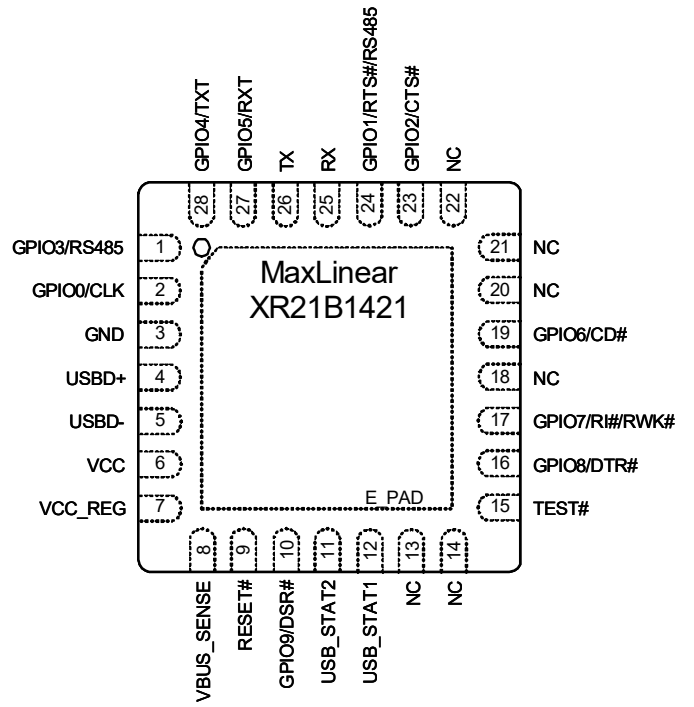 GPIO4/TXT
GPIO5/RXT
TX
RX
GPIO1/RTS#/RS485
GPIO2/CTS#
NC
28
27
26
25
24
23
22
GPIO3/RS485
1
GPIO0/CLK
2
GND
3
USBD+
4
USBD-
5
VCC
6
VCC_REG
7
MaxLinear
XR21B1421
E_PAD
21
NC
20
NC
19
GPIO6/CD#
18
NC
17
GPIO7/RI#/RWK#
16
GPIO8/DTR#
15
TEST#
8
9
10
11
12
13
14
VBUS_SENSE
RESET#
GPIO9/DSR#
USB_STAT2
USB_STAT1
NC
NC